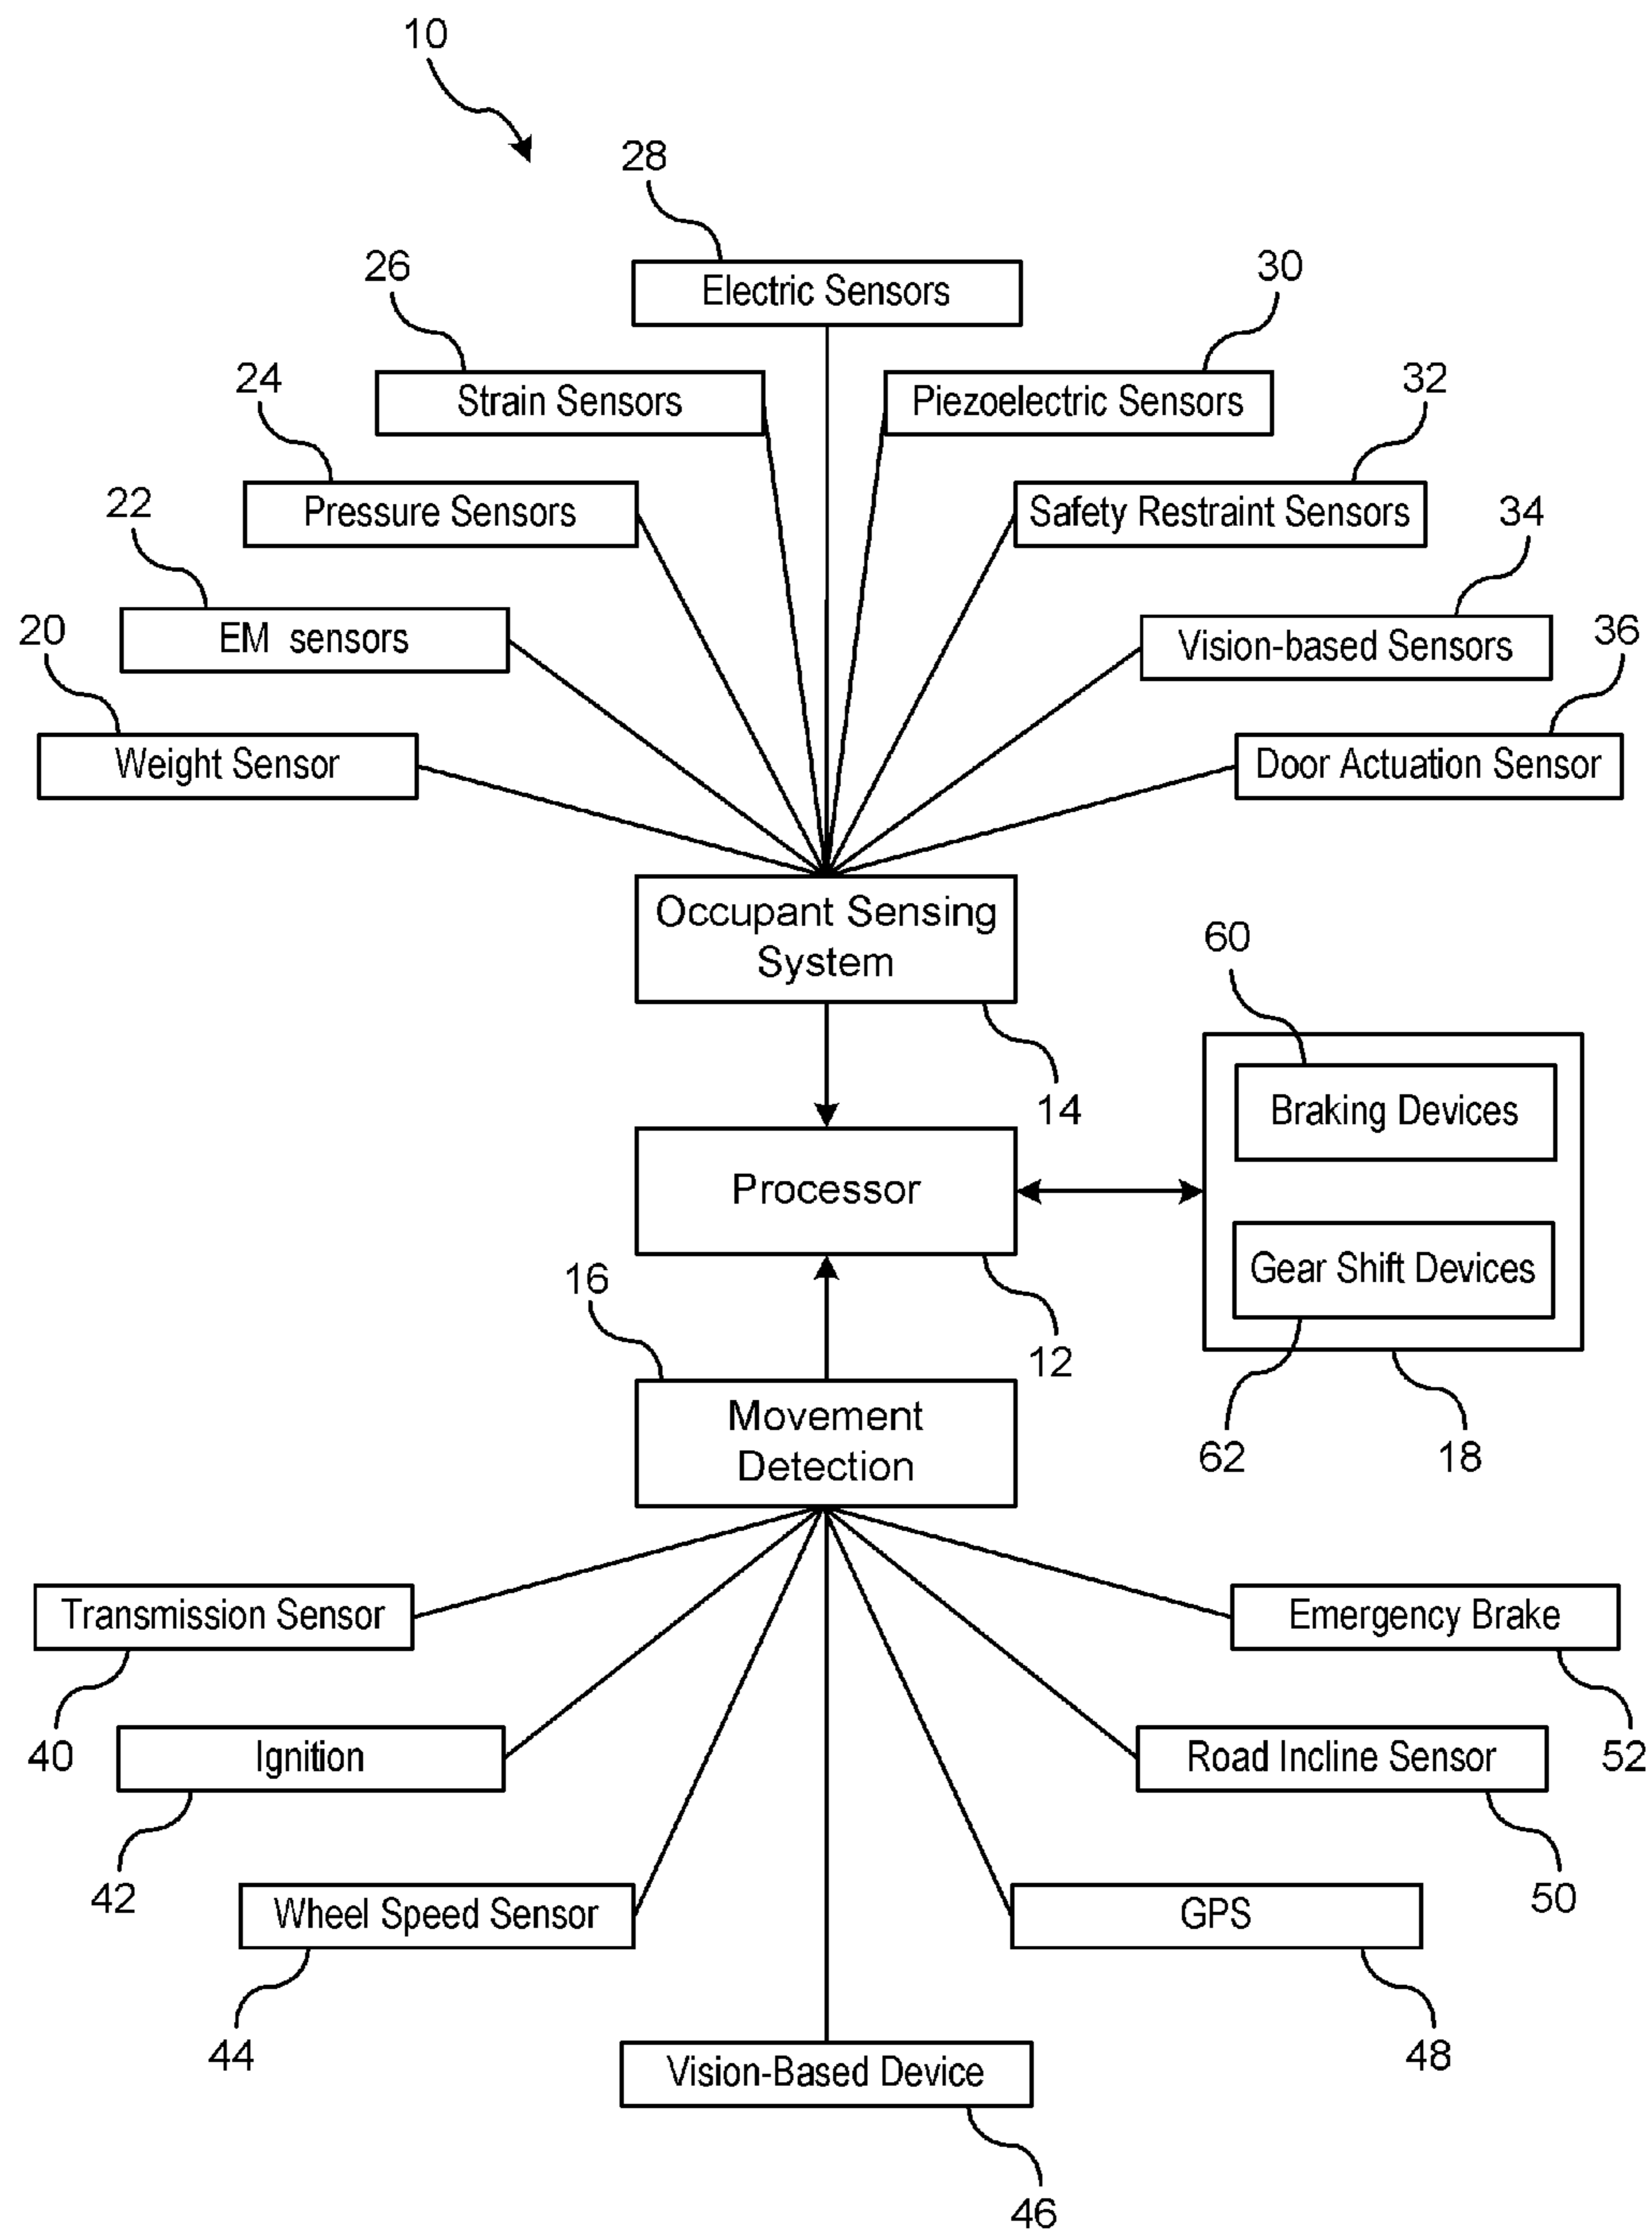 10
28
Electric Sensors
26
30
Strain Sensors
Piezoelectric Sensors
24
32
Pressure Sensors
Safety Restraint Sensors
22
34
EM sensors
Vision-based Sensors
20
36
Weight Sensor
Door Actuation Sensor
Occupant Sensing
System
14
60
Braking Devices
Processor
12
Gear Shift Devices
62
18
16
Movement
Detection
Transmission Sensor
Emergency Brake
40
52
Ignition
Road Incline Sensor
42
50
Wheel Speed Sensor
GPS
44
48
Vision-Based Device
46